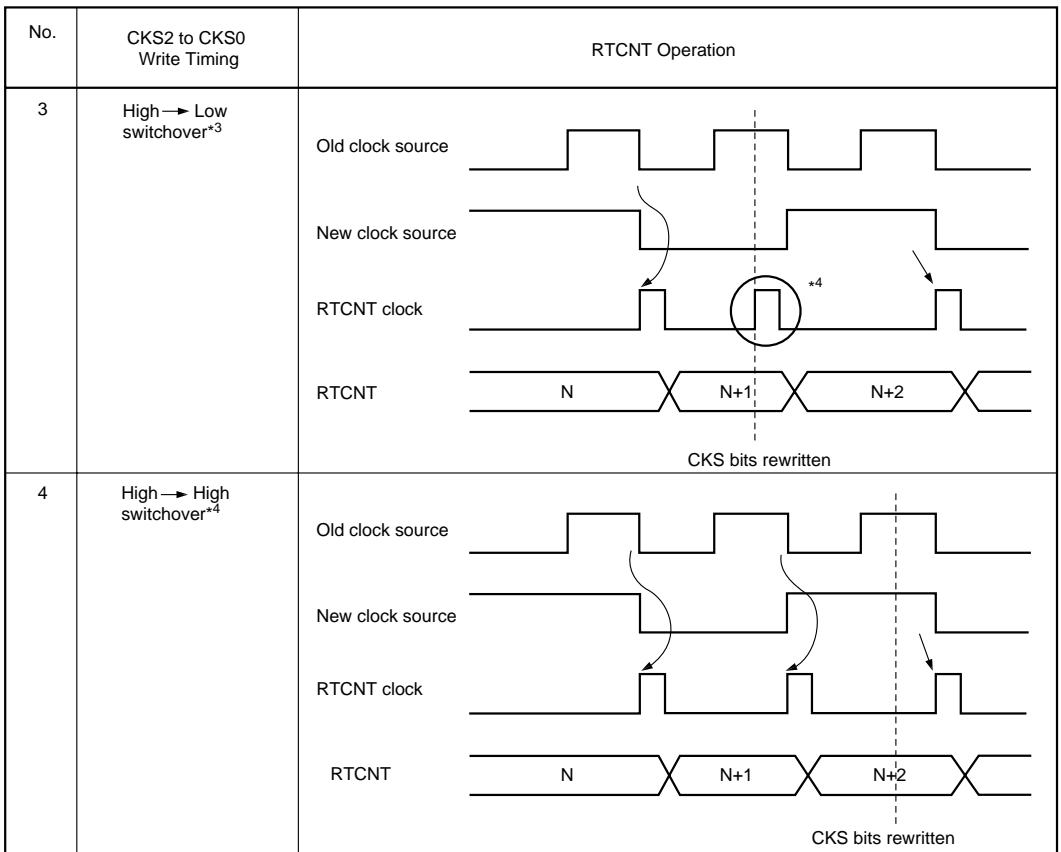 No.
CKS2 to CKS0
Write Timing
RTCNT Operation
3
High → Low
switchover*3
Old clock source
New clock source
RTCNT clock
*4
RTCNT
N
N+1
N+2
CKS bits rewritten
4
High → High
switchover*4
Old clock source
New clock source
RTCNT clock
RTCNT
N
N+1
N+2
CKS bits rewritten